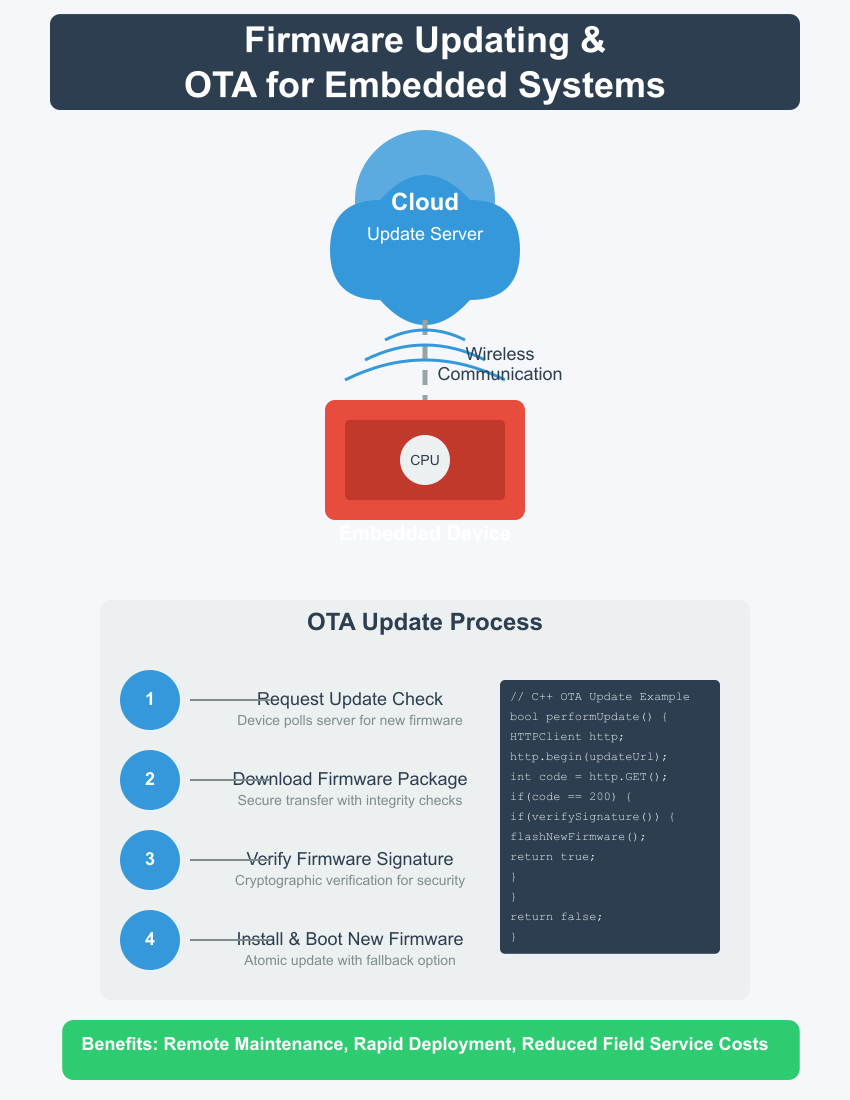 Firmware Updating &
OTA for Embedded Systems
Cloud
Update Server
Wireless
Communication
CPU
Embedded Device
OTA Update Process
1
Request Update Check
Device polls server for new firmware
2
Download Firmware Package
Secure transfer with integrity checks
3
Verify Firmware Signature
Cryptographic verification for security
4
Install & Boot New Firmware
Atomic update with fallback option
// C++ OTA Update Example
bool performUpdate() {
HTTPClient http;
http.begin(updateUrl);
int code = http.GET();
if(code == 200) {
if(verifySignature()) {
flashNewFirmware();
return true;
}
}
return false;
}
Benefits: Remote Maintenance, Rapid Deployment, Reduced Field Service Costs